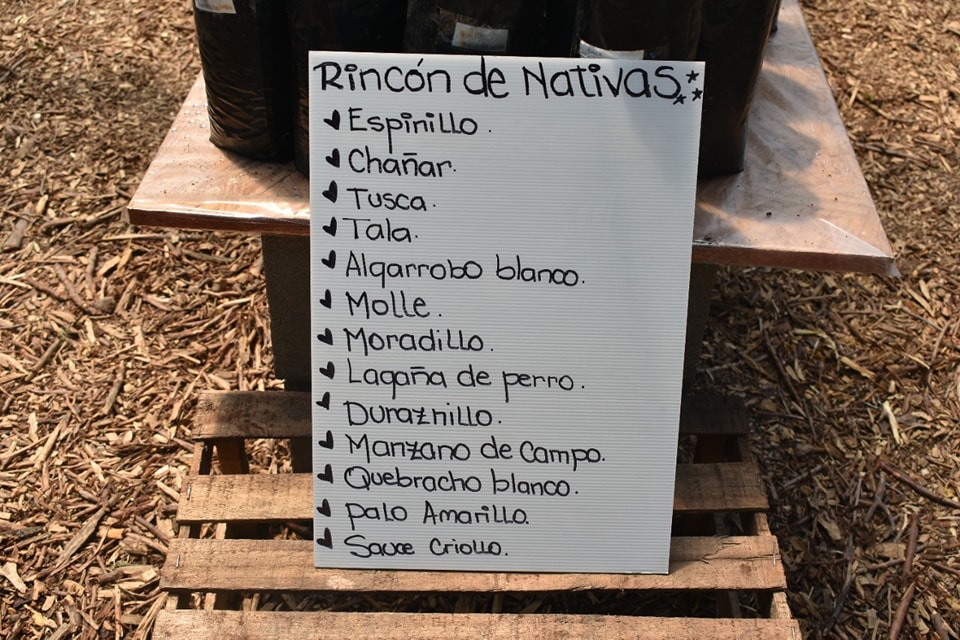 Rincón de Nativas
Espinillo.
Chañar.
Tusca.
Tala.
Algarrobo blanco.
Molle.
Moradillo.
Lagaña de perro.
Duraznillo.
Manzano de Campo.
Quebracho blanco.
Palo Amarillo.
Sauce Criollo.